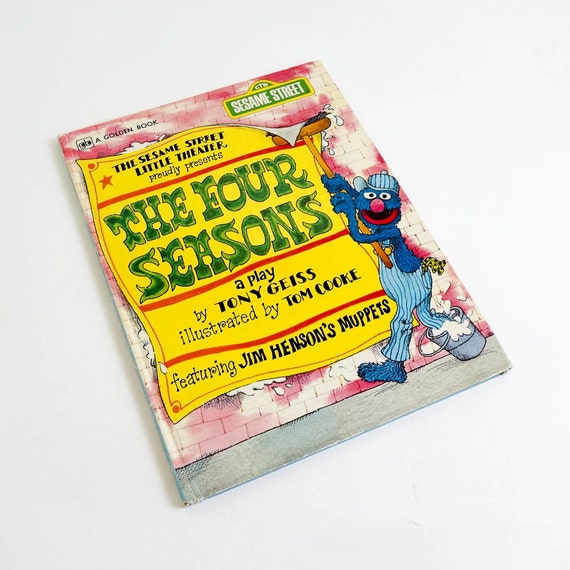 A GOLDEN BOOK
SESAME STREET
THE SESAME STREET
LITTLE THEATER
proudly presents
THE FOUR
SEASONS
a play
by TONY GEISS
illustrated by TOM COOKE
featuring JIM HENSON'S MUPPETS